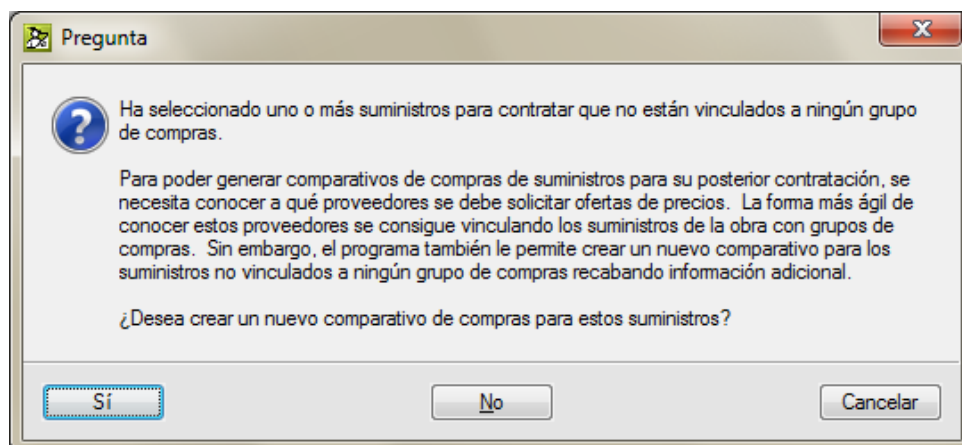 Pregunta
Ha seleccionado uno o más suministros para contratar que no están vinculados a ningún grupo
de compras.
Para poder generar comparativos de compras de suministros para su posterior contratación, se
necesita conocer a qué proveedores se debe solicitar ofertas de precios.  La forma más ágil de
conocer estos proveedores se consigue vinculando los suministros de la obra con grupos de
compras.  Sin embargo, el programa también le permite crear un nuevo comparativo para los
suministros no vinculados a ningún grupo de compras recabando información adicional.
¿Desea crear un nuevo comparativo de compras para estos suministros?
Sí No Cancelar